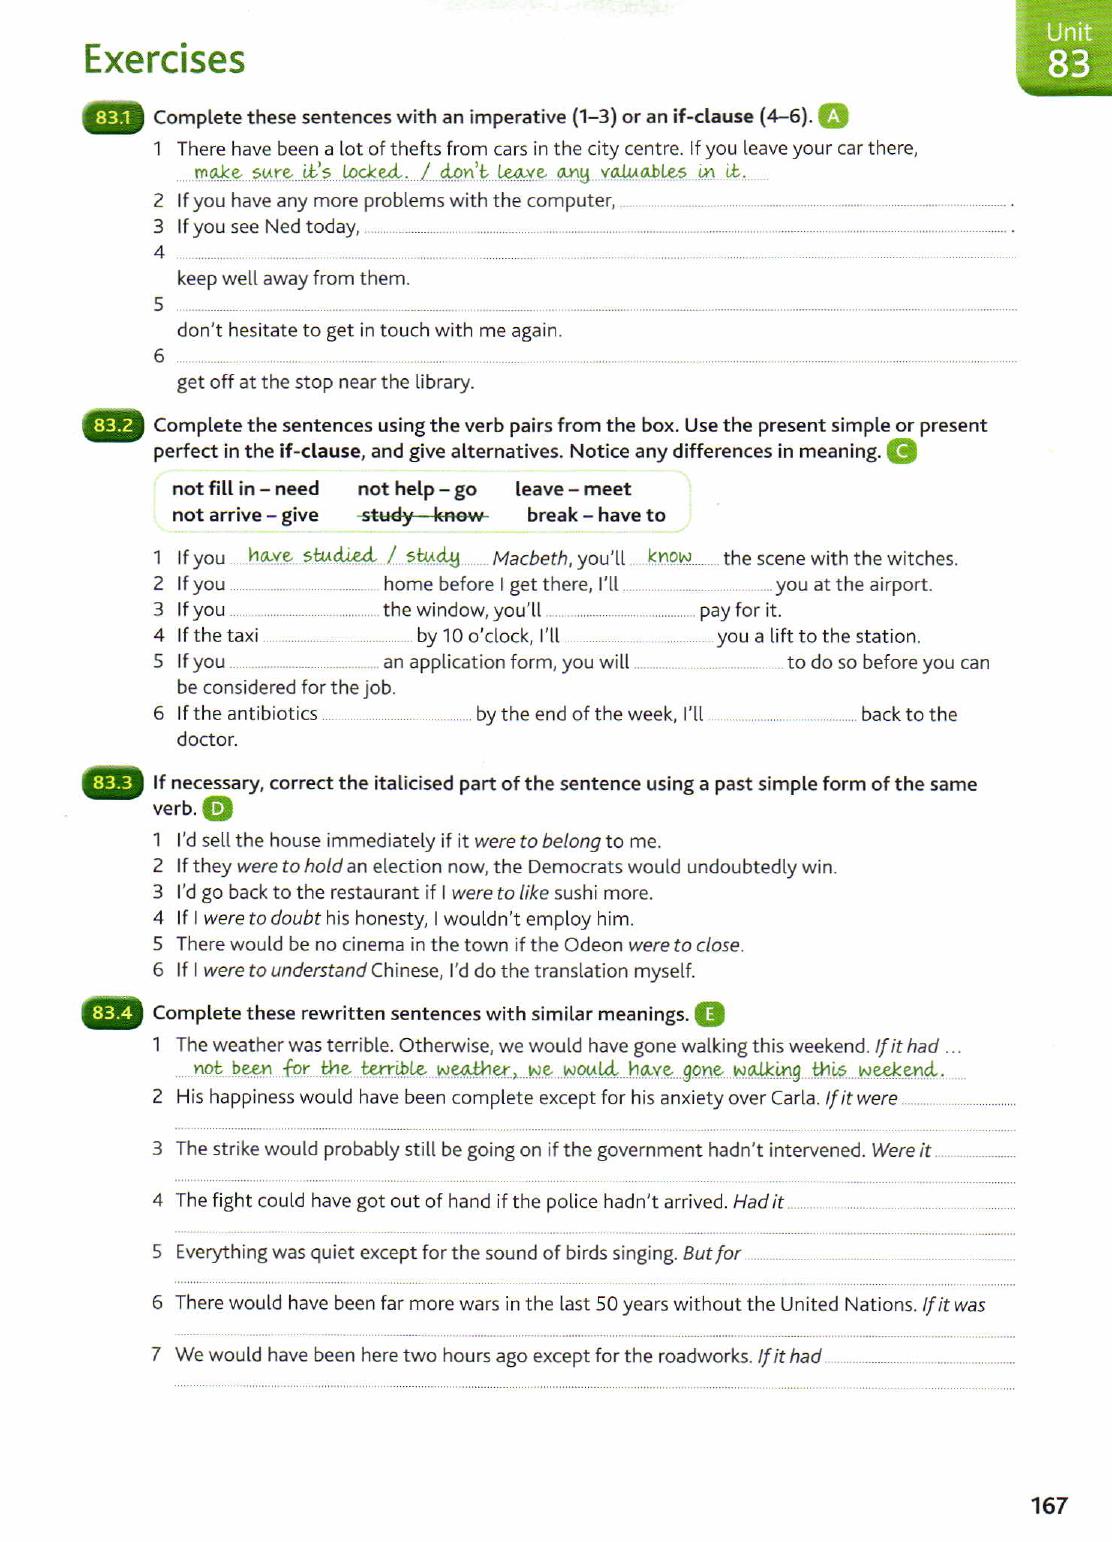 Unit
83
Exercises
83.1 Complete these sentences with an imperative (1–3) or an if-clause (4–6). A
1 There have been a lot of thefts from cars in the city centre. If you leave your car there,
make sure it's locked. / don't leave any valuables in it.
2 If you have any more problems with the computer, .
3 If you see Ned today, .
4
keep well away from them.
5
don't hesitate to get in touch with me again.
6
get off at the stop near the library.
83.2 Complete the sentences using the verb pairs from the box. Use the present simple or present
perfect in the if-clause, and give alternatives. Notice any differences in meaning. C
not fill in – need not help – go leave – meet
not arrive – give study – know break – have to
1 If you have studied / study Macbeth, you'll know the scene with the witches.
2 If you home before I get there, I'll you at the airport.
3 If you the window, you'll pay for it.
4 If the taxi by 10 o'clock, I'll you a lift to the station.
5 If you an application form, you will to do so before you can
be considered for the job.
6 If the antibiotics by the end of the week, I'll back to the
doctor.
83.3 If necessary, correct the italicised part of the sentence using a past simple form of the same
verb. D
1 I'd sell the house immediately if it were to belong to me.
2 If they were to hold an election now, the Democrats would undoubtedly win.
3 I'd go back to the restaurant if I were to like sushi more.
4 If I were to doubt his honesty, I wouldn't employ him.
5 There would be no cinema in the town if the Odeon were to close.
6 If I were to understand Chinese, I'd do the translation myself.
83.4 Complete these rewritten sentences with similar meanings. E
1 The weather was terrible. Otherwise, we would have gone walking this weekend. If it had ...
not been for the terrible weather, we would have gone walking this weekend.
2 His happiness would have been complete except for his anxiety over Carla. If it were
3 The strike would probably still be going on if the government hadn't intervened. Were it
4 The fight could have got out of hand if the police hadn't arrived. Had it
5 Everything was quiet except for the sound of birds singing. But for
6 There would have been far more wars in the last 50 years without the United Nations. If it was
7 We would have been here two hours ago except for the roadworks. If it had
167